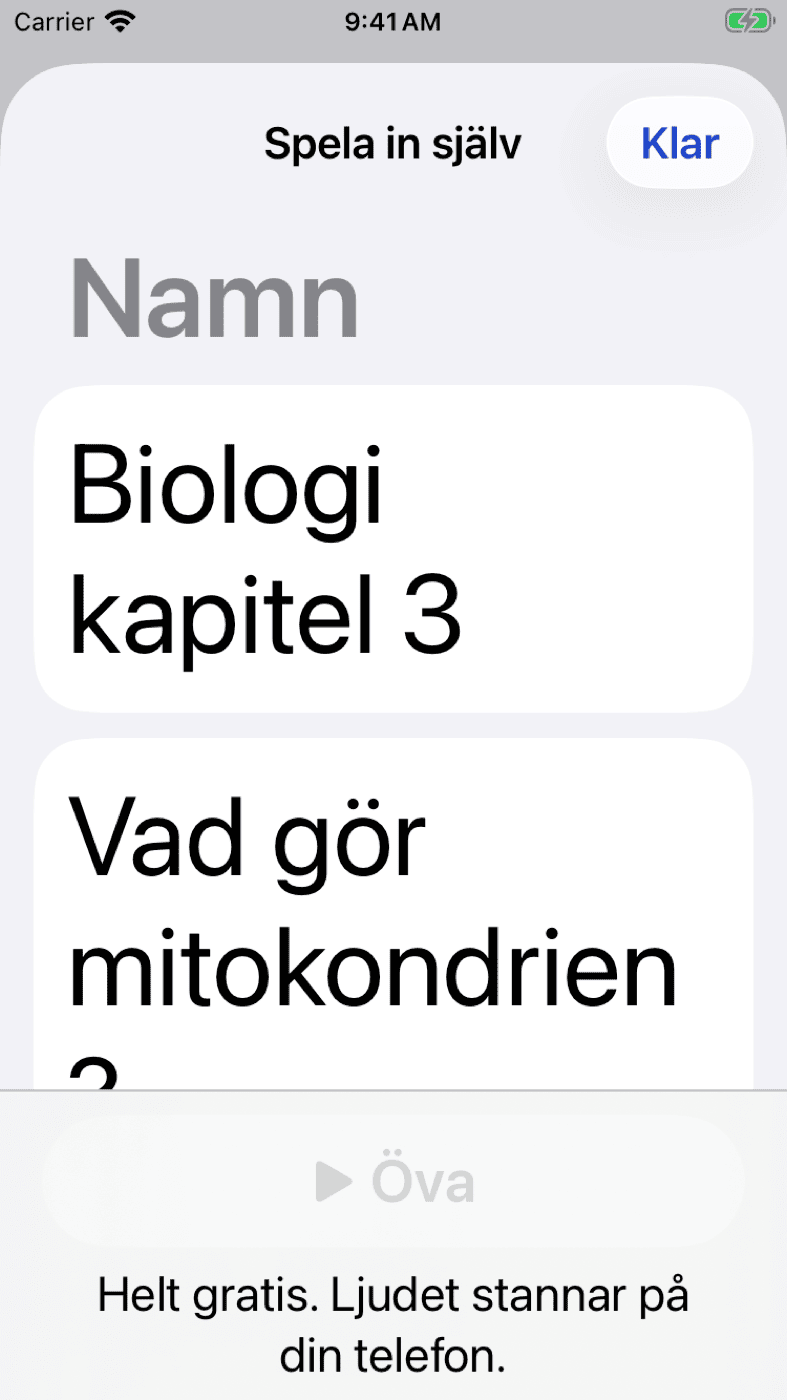 Carrier 9:41 AM
Spela in själv
Klar
Namn
Biologi
kapitel 3
Vad gör
mitokondrien
?
Öva
Helt gratis. Ljudet stannar på
din telefon.